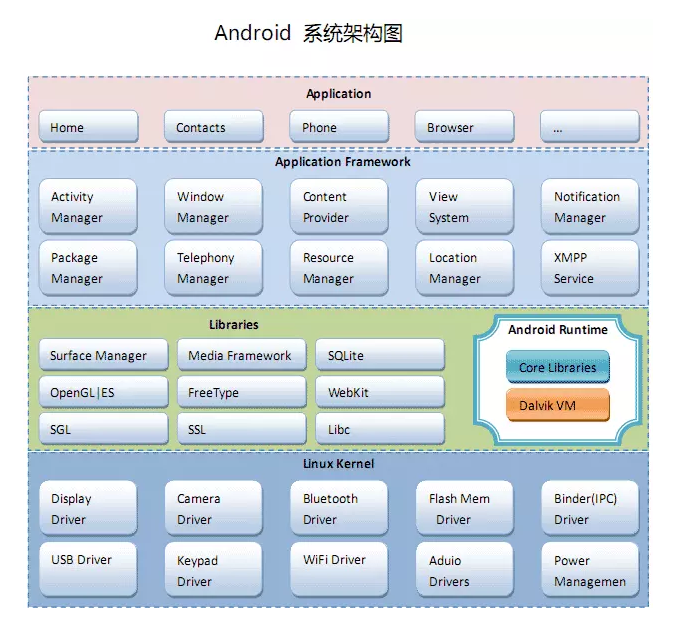 Android 系统架构图
Application
Home
Contacts
Phone
Browser
...
Application Framework
Activity
Manager
Window
Manager
Content
Provider
View
System
Notification
Manager
Package
Manager
Telephony
Manager
Resource
Manager
Location
Manager
XMPP
Service
Libraries
Surface Manager
Media Framework
SQLite
OpenGL|ES
FreeType
WebKit
SGL
SSL
Libc
Android Runtime
Core Libraries
Dalvik VM
Linux Kernel
Display
Driver
Camera
Driver
Bluetooth
Driver
Flash Mem
Driver
Binder(IPC)
Driver
USB Driver
Keypad
Driver
WiFi Driver
Aduio
Drivers
Power
Managemen